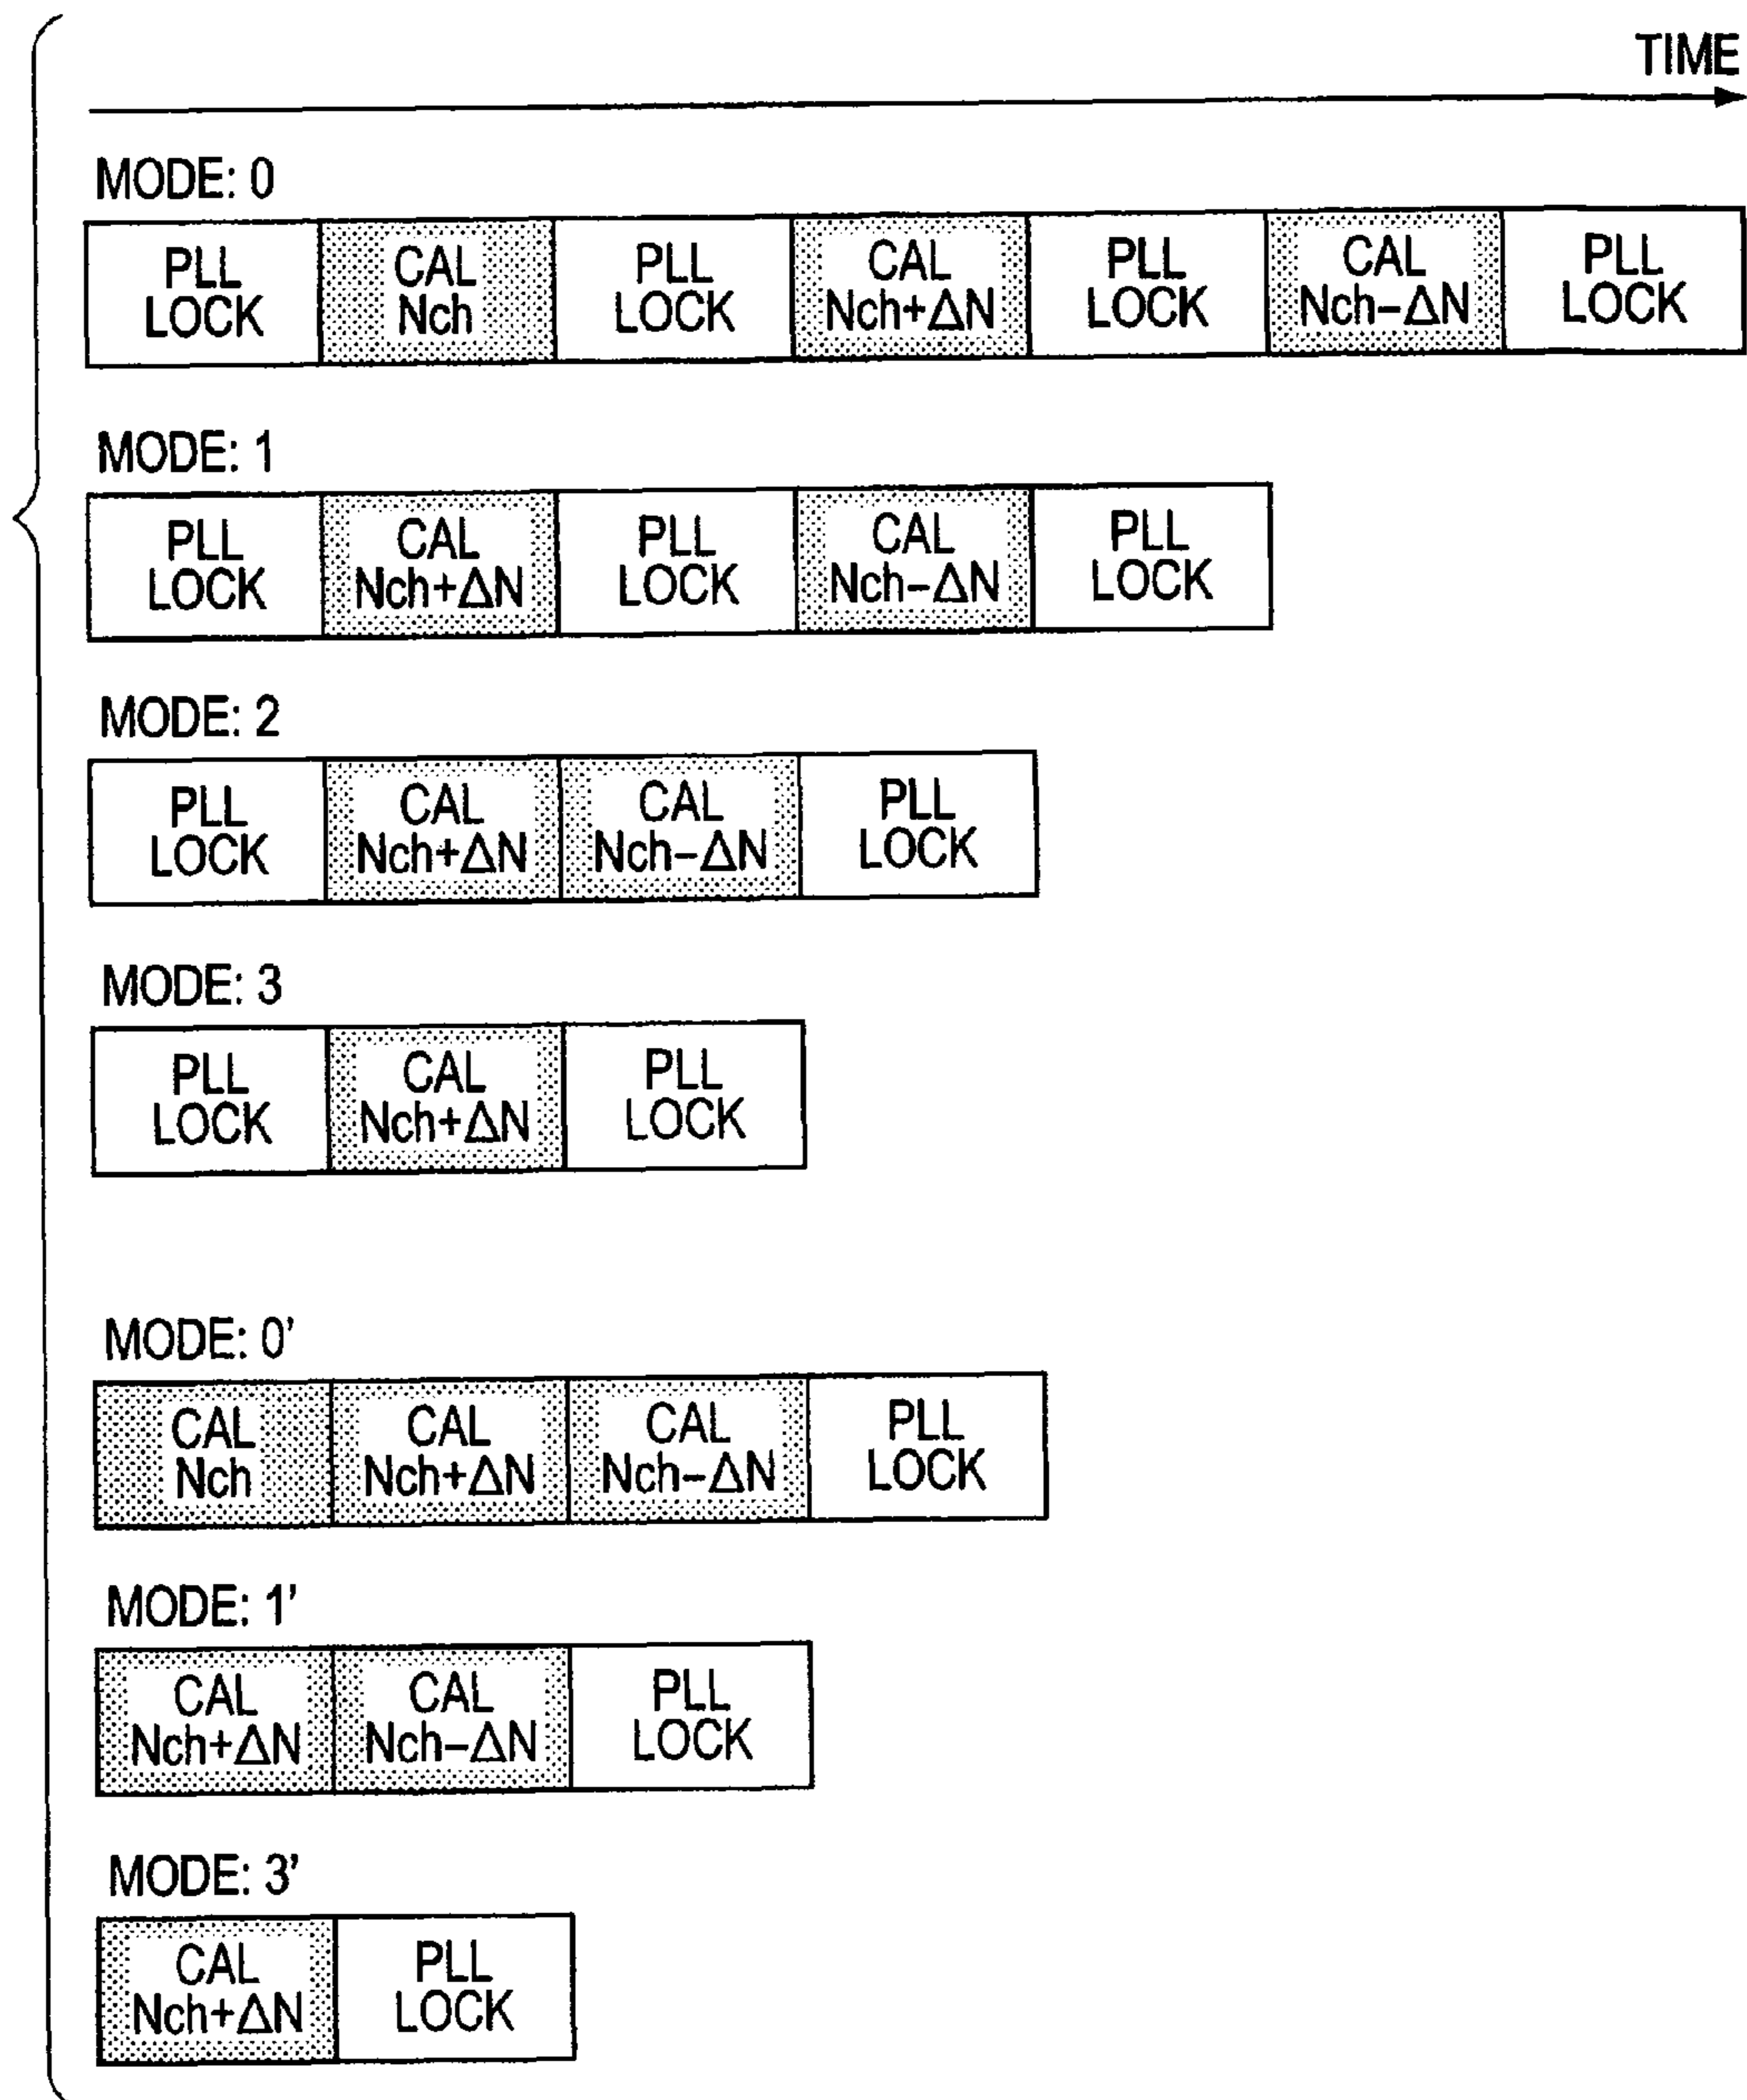 TIME
MODE: 0
PLL LOCK CAL Nch PLL LOCK CAL Nch+ΔN PLL LOCK CAL Nch−ΔN PLL LOCK
MODE: 1
PLL LOCK CAL Nch+ΔN PLL LOCK CAL Nch−ΔN PLL LOCK
MODE: 2
PLL LOCK CAL Nch+ΔN CAL Nch−ΔN PLL LOCK
MODE: 3
PLL LOCK CAL Nch+ΔN PLL LOCK
MODE: 0'
CAL Nch CAL Nch+ΔN CAL Nch−ΔN PLL LOCK
MODE: 1'
CAL Nch+ΔN CAL Nch−ΔN PLL LOCK
MODE: 3'
CAL Nch+ΔN PLL LOCK